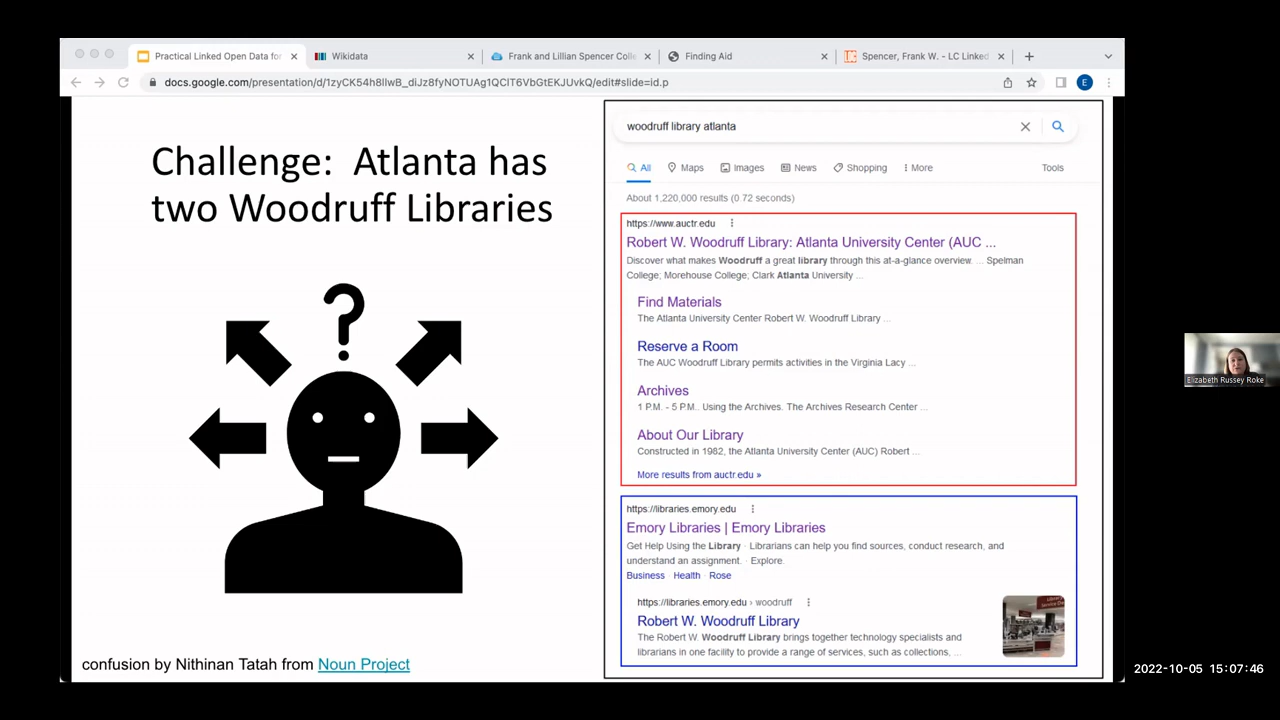 Practical Linked Open Data for
Wikidata
Frank and Lillian Spencer Colle
Finding Aid
Spencer, Frank W. - LC Linked
docs.google.com/presentation/d/1zyCK54h8IIwB_diJz8fyNOTUAg1QCIT6VbGtEKJUvkQ/edit#slide=id.p
E
Challenge: Atlanta has
two Woodruff Libraries
?
confusion by Nithinan Tatah from Noun Project
woodruff library atlanta
All
Maps
Images
News
Shopping
More
Tools
About 1,220,000 results (0.72 seconds)
https://www.auctr.edu
Robert W. Woodruff Library: Atlanta University Center (AUC ...
Discover what makes Woodruff a great library through this at-a-glance overview. ... Spelman
College; Morehouse College; Clark Atlanta University ...
Find Materials
The Atlanta University Center Robert W. Woodruff Library ...
Reserve a Room
The AUC Woodruff Library permits activities in the Virginia Lacy ...
Archives
1 P.M. - 5 P.M.. Using the Archives. The Archives Research Center ...
About Our Library
Constructed in 1982, the Atlanta University Center (AUC) Robert ...
More results from auctr.edu »
https://libraries.emory.edu
Emory Libraries | Emory Libraries
Get Help Using the Library · Librarians can help you find sources, conduct research, and
understand an assignment. · Explore.
Business · Health · Rose
https://libraries.emory.edu › woodruff
Robert W. Woodruff Library
The Robert W. Woodruff Library brings together technology specialists and
librarians in one facility to provide a range of services, such as collections, ...
Elizabeth Russey Roke
2022-10-05 15:07:46